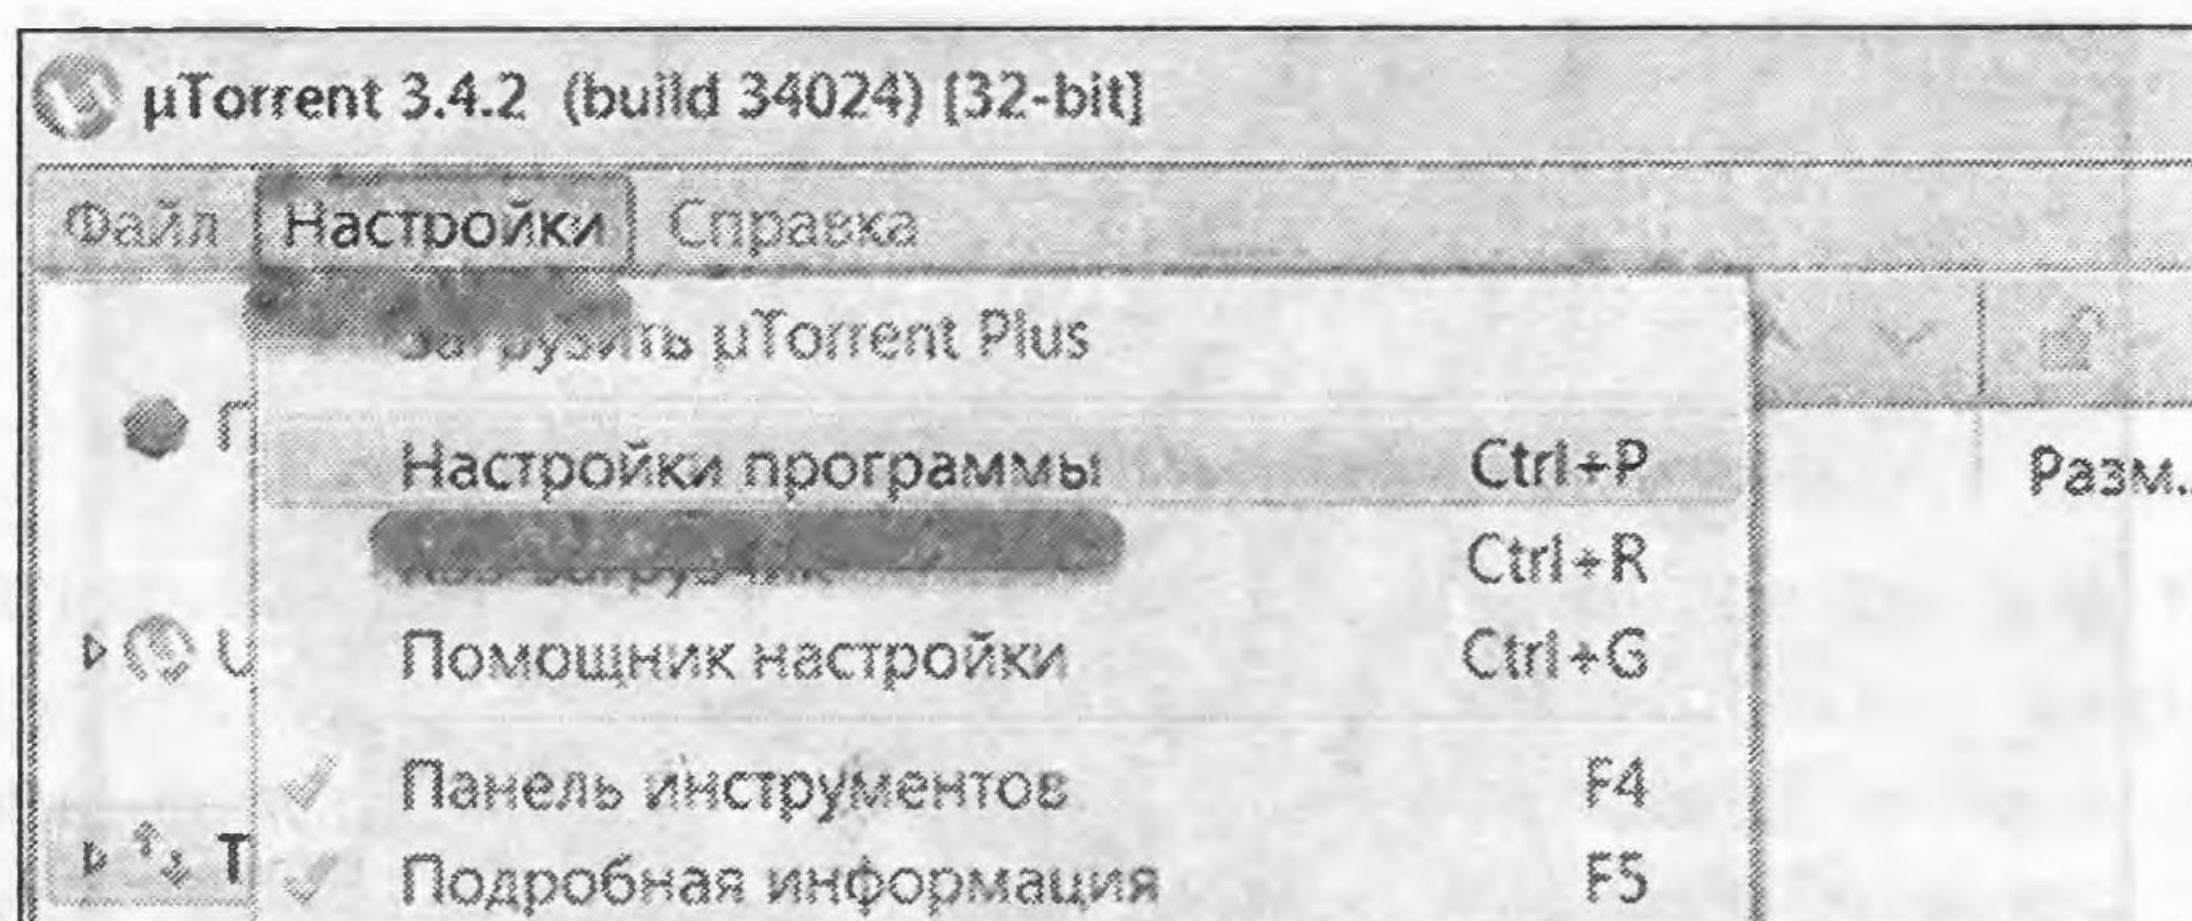 µTorrent 3.4.2 (build 34024) [32-bit]
Файл Настройки Справка
Загрузить µTorrent Plus
Настройки программы Ctrl+P
Разм...
Ctrl+R
Помощник настройки Ctrl+G
Панель инструментов F4
Подробная информация F5